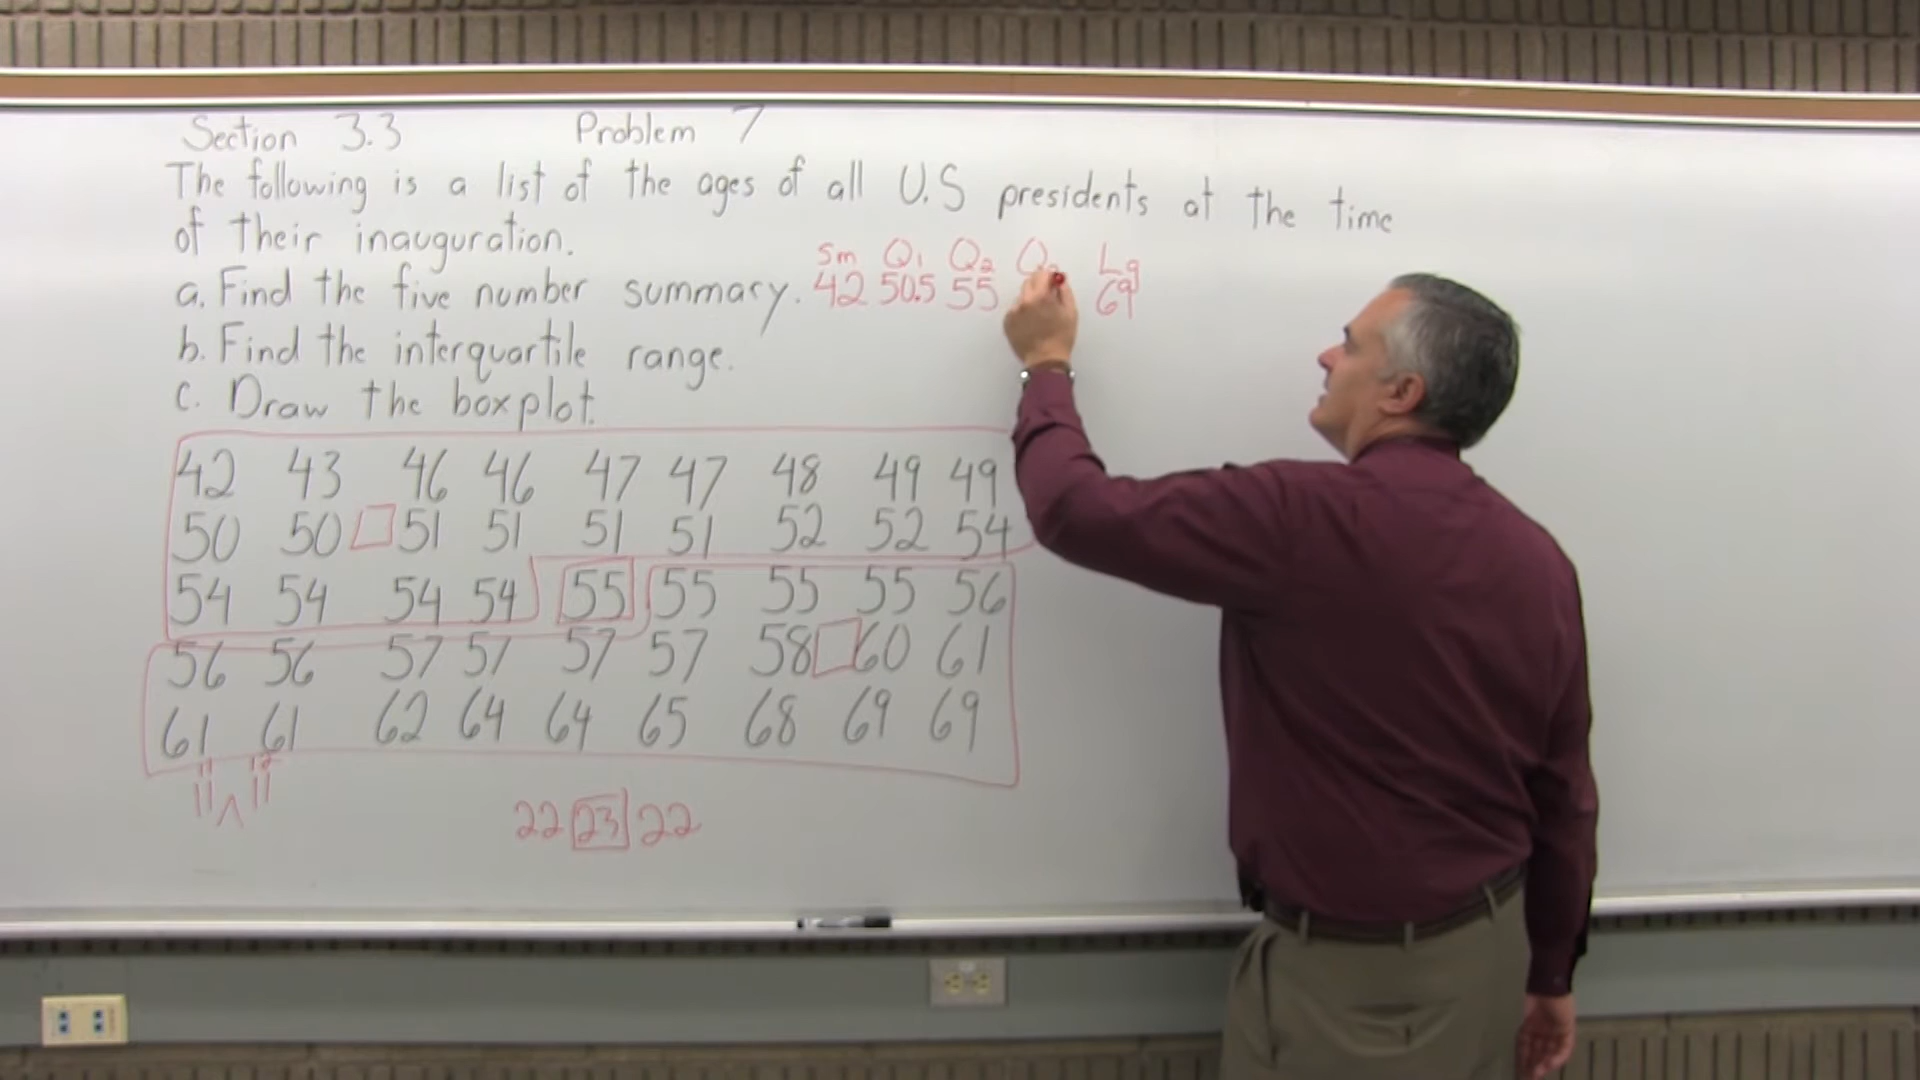 Section 3.3 Problem 7
The following is a list of the ages of all U.S presidents at the time
of their inauguration.
Sm Q1 Q2 Q3 Lg
a. Find the five number summary. 42 50.5 55 69
b. Find the interquartile range.
c. Draw the boxplot.
42 43 46 46 47 47 48 49 49
50 50 51 51 51 51 52 52 54
54 54 54 54 55 55 55 55 56
56 56 57 57 57 57 58 60 61
61 61 62 64 64 65 68 69 69
11 12
11 11
22 23 22